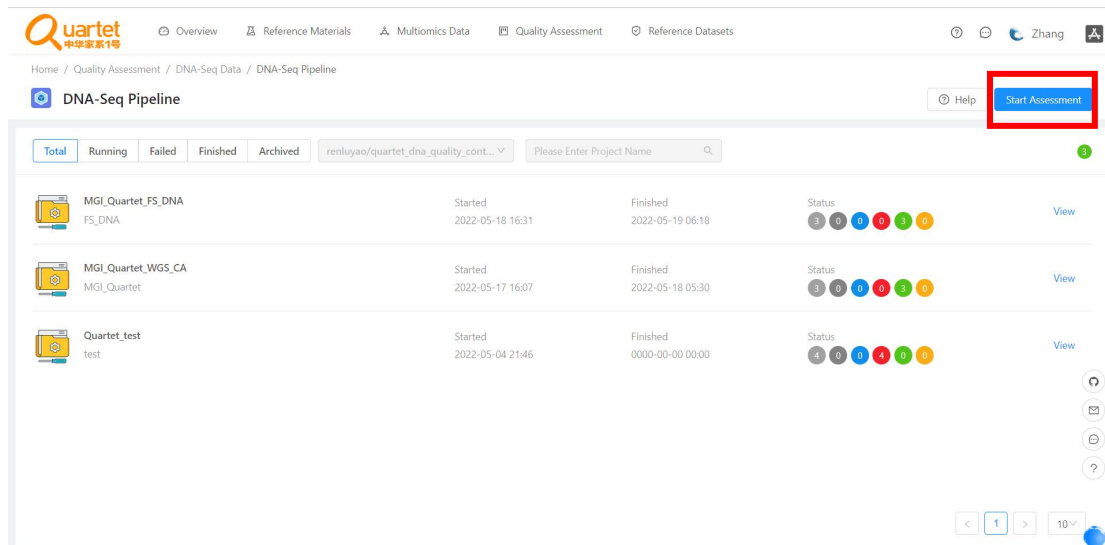 Quartet
中华家系1号
Overview Reference Materials Multiomics Data Quality Assessment Reference Datasets Zhang
Home / Quality Assessment / DNA-Seq Data / DNA-Seq Pipeline
DNA-Seq Pipeline
Help Start Assessment
Total Running Failed Finished Archived renluyao/quartet_dna_quality_cont... Please Enter Project Name 3
MGI_Quartet_FS_DNA Started Finished Status
FS_DNA 2022-05-18 16:31 2022-05-19 06:18 3 0 0 0 3 0 View
MGI_Quartet_WGS_CA Started Finished Status
MGI_Quartet 2022-05-17 16:07 2022-05-18 05:30 3 0 0 0 3 0 View
Quartet_test Started Finished Status
test 2022-05-04 21:46 0000-00-00 00:00 4 0 0 4 0 0 View
< 1 > 10